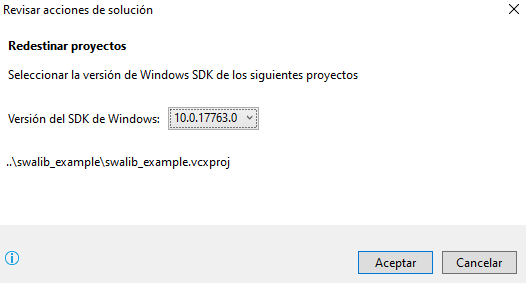 Revisar acciones de solución
Redestinar proyectos
Seleccionar la versión de Windows SDK de los siguientes proyectos
Versión del SDK de Windows: 10.0.17763.0
..\swalib_example\swalib_example.vcxproj
Aceptar Cancelar